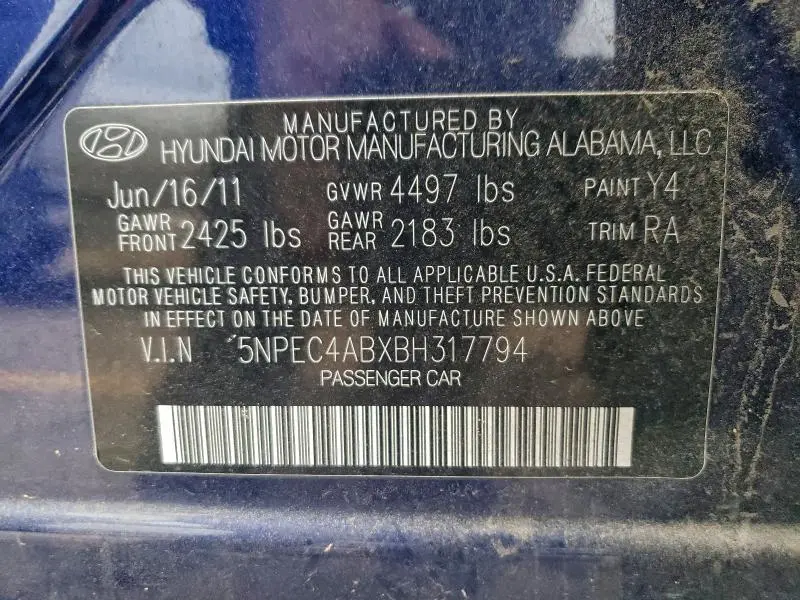 MANUFACTURED BY
HYUNDAI MOTOR MANUFACTURING ALABAMA, LLC
Jun/16/11 GVWR 4497 lbs PAINT Y4
GAWR FRONT 2425 lbs GAWR REAR 2183 lbs TRIM RA
THIS VEHICLE CONFORMS TO ALL APPLICABLE U.S.A. FEDERAL
MOTOR VEHICLE SAFETY, BUMPER, AND THEFT PREVENTION STANDARDS
IN EFFECT ON THE DATE OF MANUFACTURE SHOWN ABOVE
V.I.N 5NPEC4ABXBH317794
PASSENGER CAR